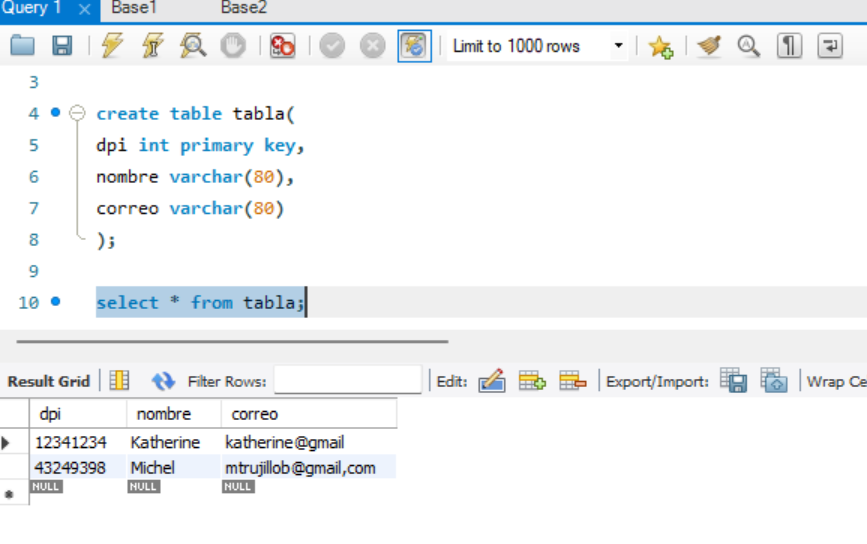 Query 1 × Base1 Base2
Limit to 1000 rows
3
4 create table tabla(
5 dpi int primary key,
6 nombre varchar(80),
7 correo varchar(80)
8 );
9
10 select * from tabla;
Result Grid Filter Rows: Edit: Export/Import: Wrap Ce
dpi nombre correo
12341234 Katherine katherine@gmail
43249398 Michel mtrujillob@gmail,com
NULL NULL NULL